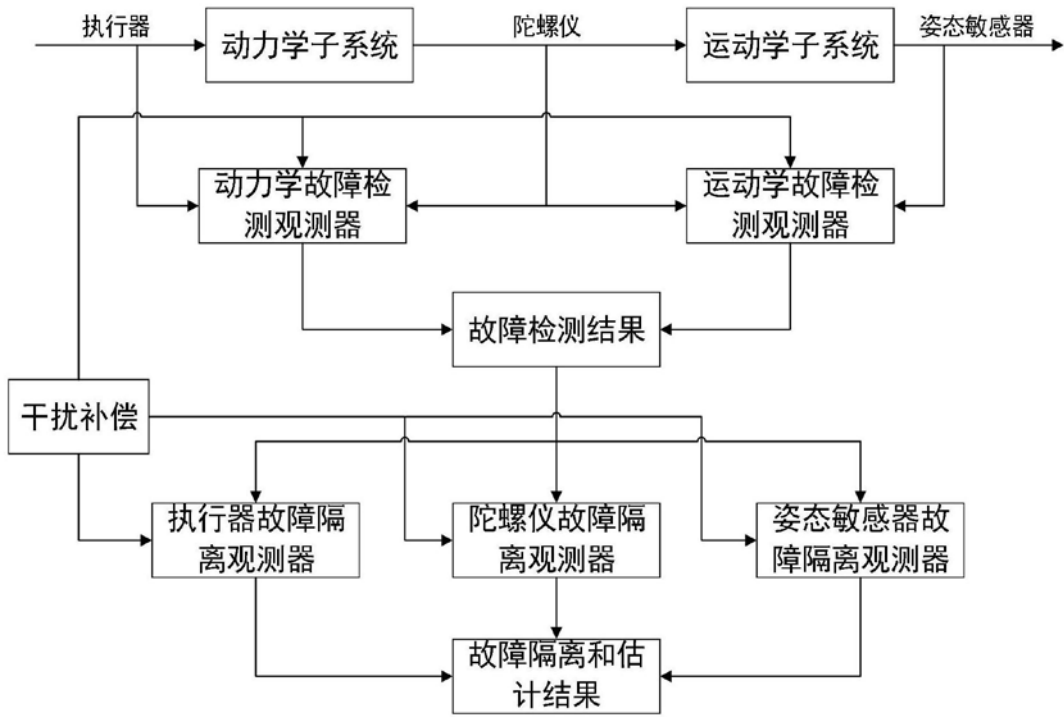 执行器
动力学子系统
陀螺仪
运动学子系统
姿态敏感器
动力学故障检
测观测器
运动学故障检
测观测器
故障检测结果
干扰补偿
执行器故障隔
离观测器
陀螺仪故障隔
离观测器
姿态敏感器故
障隔离观测器
故障隔离和估
计结果